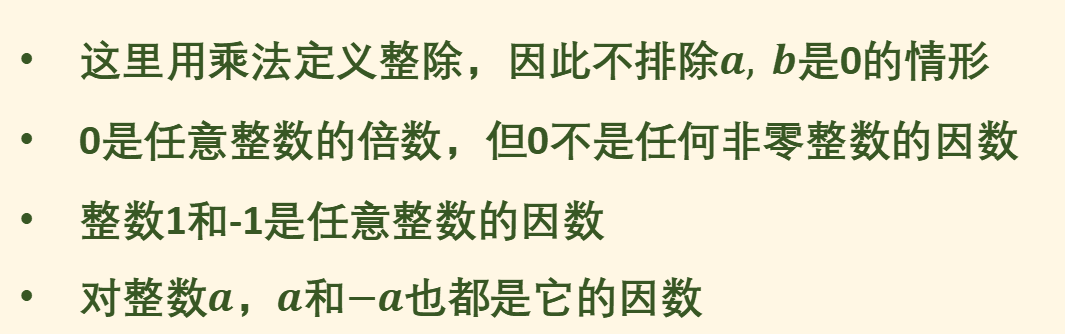 • 这里用乘法定义整除，因此不排除a, b是0的情形
• 0是任意整数的倍数，但0不是任何非零整数的因数
• 整数1和-1是任意整数的因数
• 对整数a，a和−a也都是它的因数